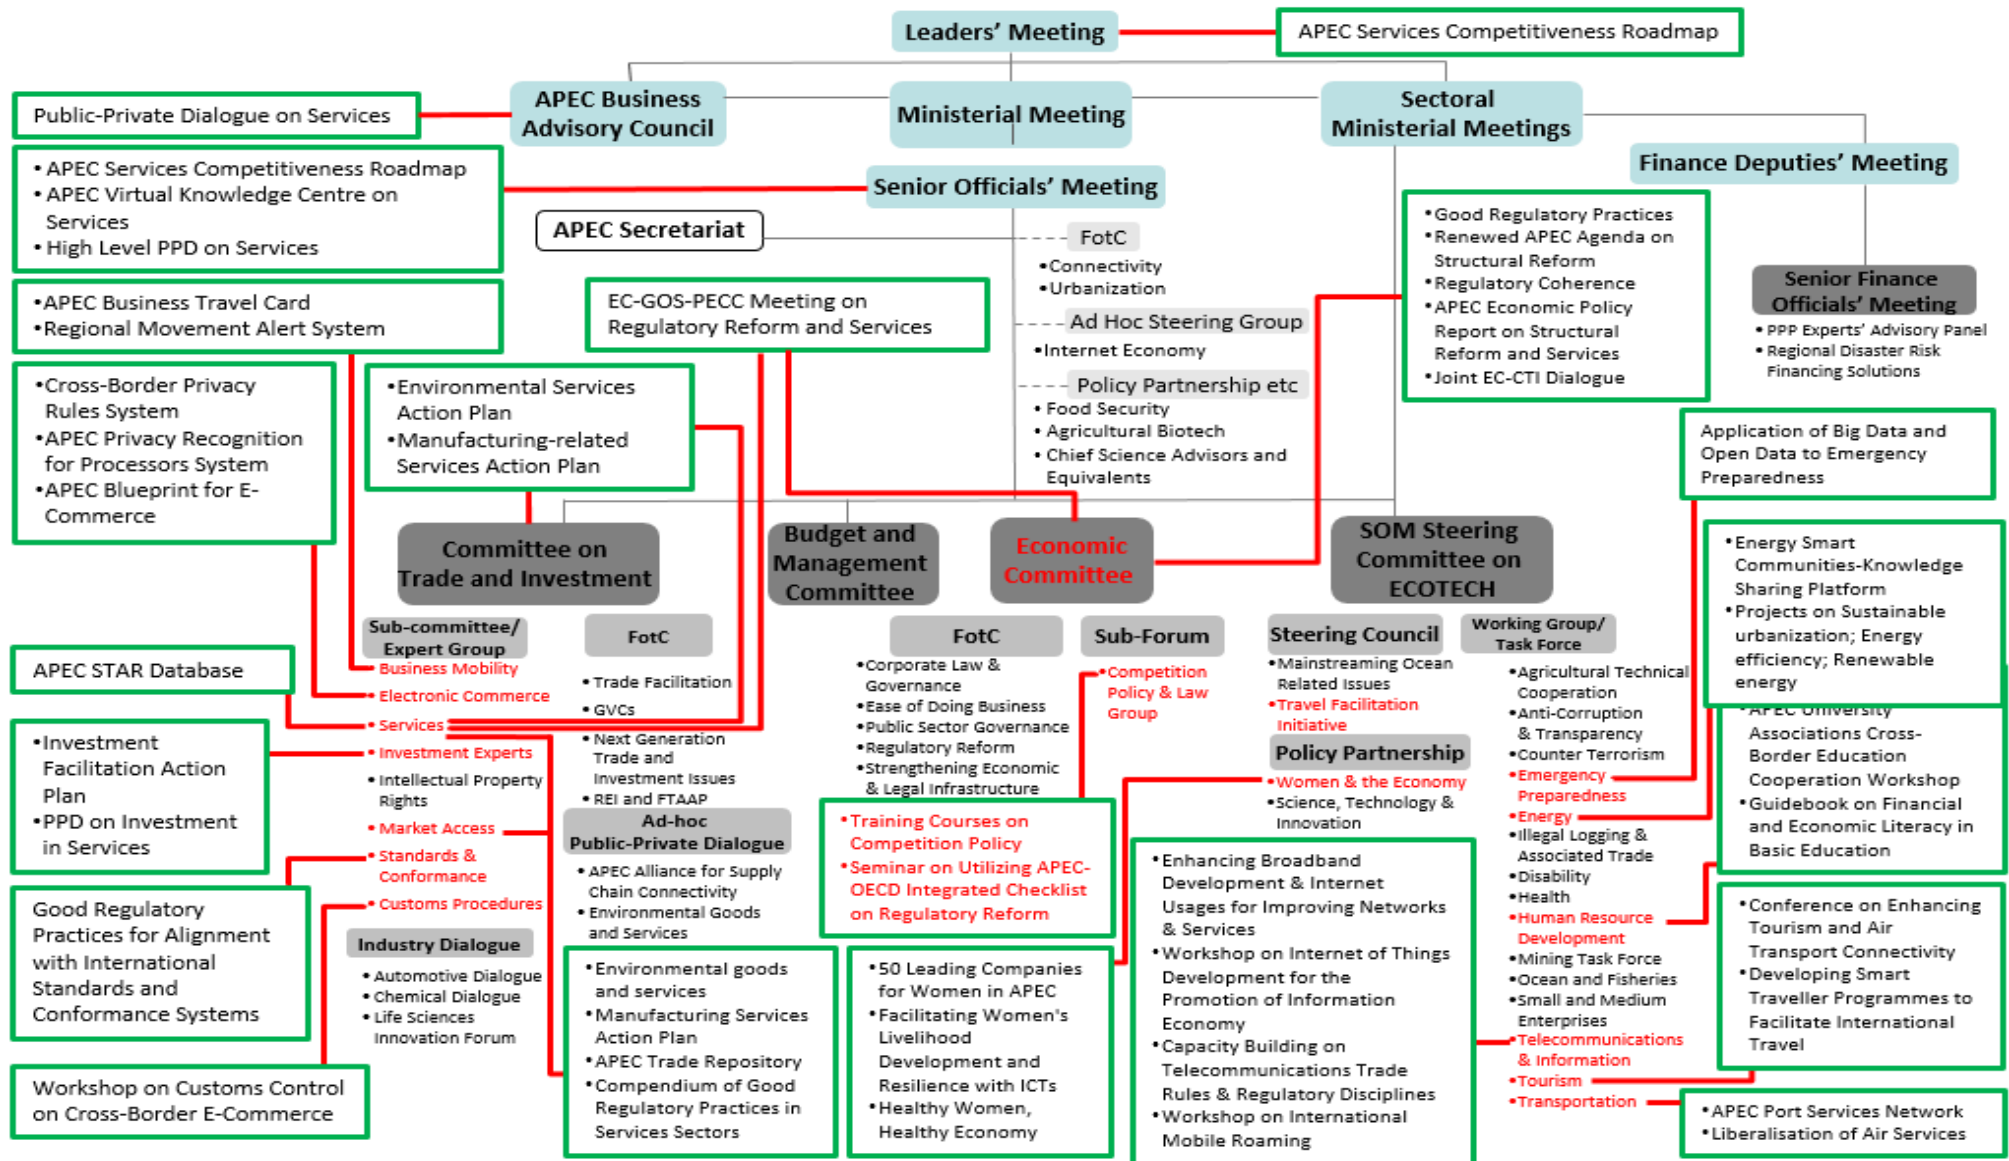 Leaders' Meeting
APEC Services Competitiveness Roadmap
APEC Business
Advisory Council
Ministerial Meeting
Sectoral
Ministerial Meetings
Public-Private Dialogue on Services
Finance Deputies' Meeting
•APEC Services Competitiveness Roadmap
•APEC Virtual Knowledge Centre on
Services
•High Level PPD on Services
Senior Officials' Meeting
APEC Secretariat
FotC
•Connectivity
•Urbanization
Ad Hoc Steering Group
•Internet Economy
Policy Partnership etc
• Food Security
• Agricultural Biotech
• Chief Science Advisors and
Equivalents
•Good Regulatory Practices
•Renewed APEC Agenda on
Structural Reform
•Regulatory Coherence
•APEC Economic Policy
Report on Structural
Reform and Services
•Joint EC-CTI Dialogue
Senior Finance
Officials' Meeting
• PPP Experts' Advisory Panel
• Regional Disaster Risk
Financing Solutions
•APEC Business Travel Card
•Regional Movement Alert System
EC-GOS-PECC Meeting on
Regulatory Reform and Services
•Cross-Border Privacy
Rules System
•APEC Privacy Recognition
for Processors System
•APEC Blueprint for E-
Commerce
•Environmental Services
Action Plan
•Manufacturing-related
Services Action Plan
Application of Big Data and
Open Data to Emergency
Preparedness
Committee on
Trade and Investment
Budget and
Management
Committee
Economic
Committee
SOM Steering
Committee on
ECOTECH
•Energy Smart
Communities-Knowledge
Sharing Platform
•Projects on Sustainable
urbanization; Energy
efficiency; Renewable
energy
•APEC University
Associations Cross-
Border Education
Cooperation Workshop
•Guidebook on Financial
and Economic Literacy in
Basic Education
APEC STAR Database
Sub-committee/
Expert Group
•Business Mobility
•Electronic Commerce
•Services
•Investment Experts
•Intellectual Property
Rights
•Market Access
•Standards &
Conformance
•Customs Procedures
FotC
•Trade Facilitation
•GVCs
•Next Generation
Trade and
Investment Issues
•REI and FTAAP
FotC
•Corporate Law &
Governance
•Ease of Doing Business
•Public Sector Governance
•Regulatory Reform
•Strengthening Economic
& Legal Infrastructure
Sub-Forum
•Competition
Policy & Law
Group
Steering Council
•Mainstreaming Ocean
Related Issues
•Travel Facilitation
Initiative
Policy Partnership
•Women & the Economy
•Science, Technology &
Innovation
Working Group/
Task Force
•Agricultural Technical
Cooperation
•Anti-Corruption
& Transparency
•Counter Terrorism
•Emergency
Preparedness
•Energy
•Illegal Logging &
Associated Trade
•Disability
•Health
•Human Resource
Development
•Mining Task Force
•Ocean and Fisheries
•Small and Medium
Enterprises
•Telecommunications
& Information
•Tourism
•Transportation
•Investment
Facilitation Action
Plan
•PPD on Investment
in Services
Ad-hoc
Public-Private Dialogue
•APEC Alliance for Supply
Chain Connectivity
•Environmental Goods
and Services
•Training Courses on
Competition Policy
•Seminar on Utilizing APEC-
OECD Integrated Checklist
on Regulatory Reform
Good Regulatory
Practices for Alignment
with International
Standards and
Conformance Systems
Industry Dialogue
• Automotive Dialogue
• Chemical Dialogue
• Life Sciences
Innovation Forum
Workshop on Customs Control
on Cross-Border E-Commerce
•Environmental goods
and services
•Manufacturing Services
Action Plan
•APEC Trade Repository
•Compendium of Good
Regulatory Practices in
Services Sectors
•50 Leading Companies
for Women in APEC
•Facilitating Women's
Livelihood
Development and
Resilience with ICTs
•Healthy Women,
Healthy Economy
•Enhancing Broadband
Development & Internet
Usages for Improving Networks
& Services
•Workshop on Internet of Things
Development for the
Promotion of Information
Economy
•Capacity Building on
Telecommunications Trade
Rules & Regulatory Disciplines
•Workshop on International
Mobile Roaming
•Conference on Enhancing
Tourism and Air
Transport Connectivity
•Developing Smart
Traveller Programmes to
Facilitate International
Travel
•APEC Port Services Network
•Liberalisation of Air Services